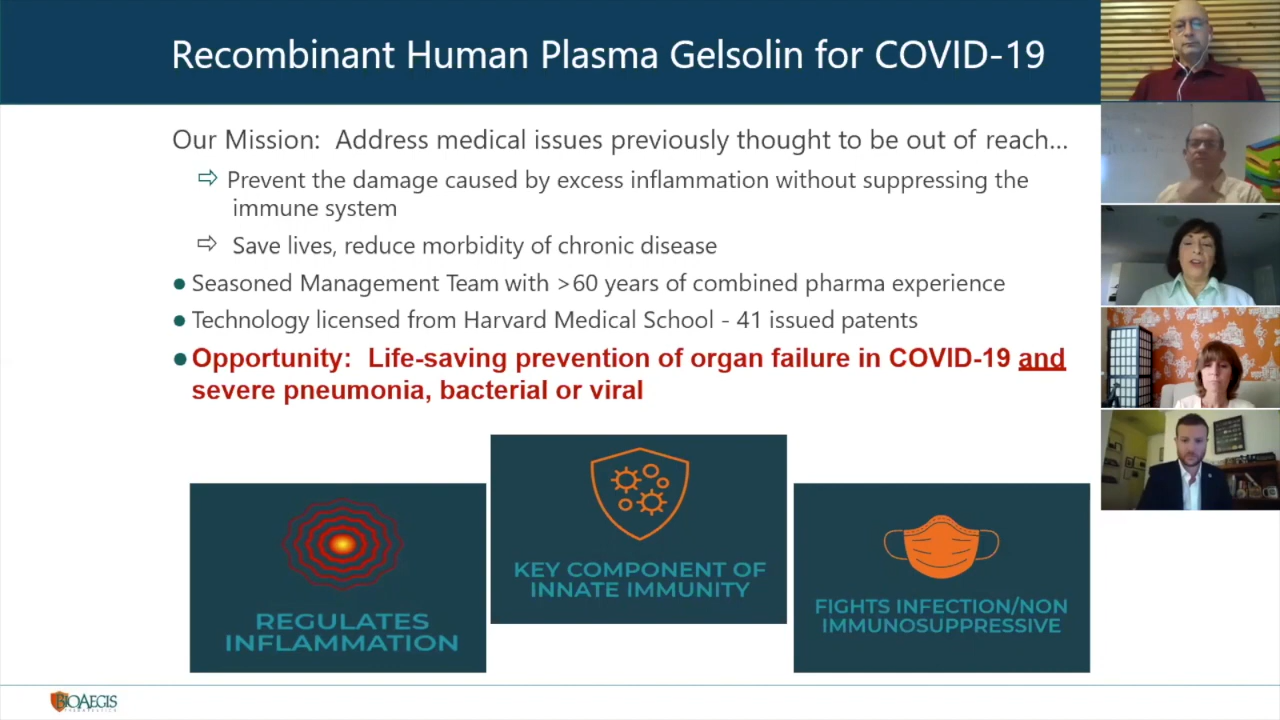 Recombinant Human Plasma Gelsolin for COVID-19
Our Mission:  Address medical issues previously thought to be out of reach…
⇨ Prevent the damage caused by excess inflammation without suppressing the
immune system
⇨ Save lives, reduce morbidity of chronic disease
● Seasoned Management Team with >60 years of combined pharma experience
● Technology licensed from Harvard Medical School - 41 issued patents
● Opportunity:  Life-saving prevention of organ failure in COVID-19 and
severe pneumonia, bacterial or viral
REGULATES
INFLAMMATION
KEY COMPONENT OF
INNATE IMMUNITY
FIGHTS INFECTION/NON
IMMUNOSUPPRESSIVE
BIOAEGIS